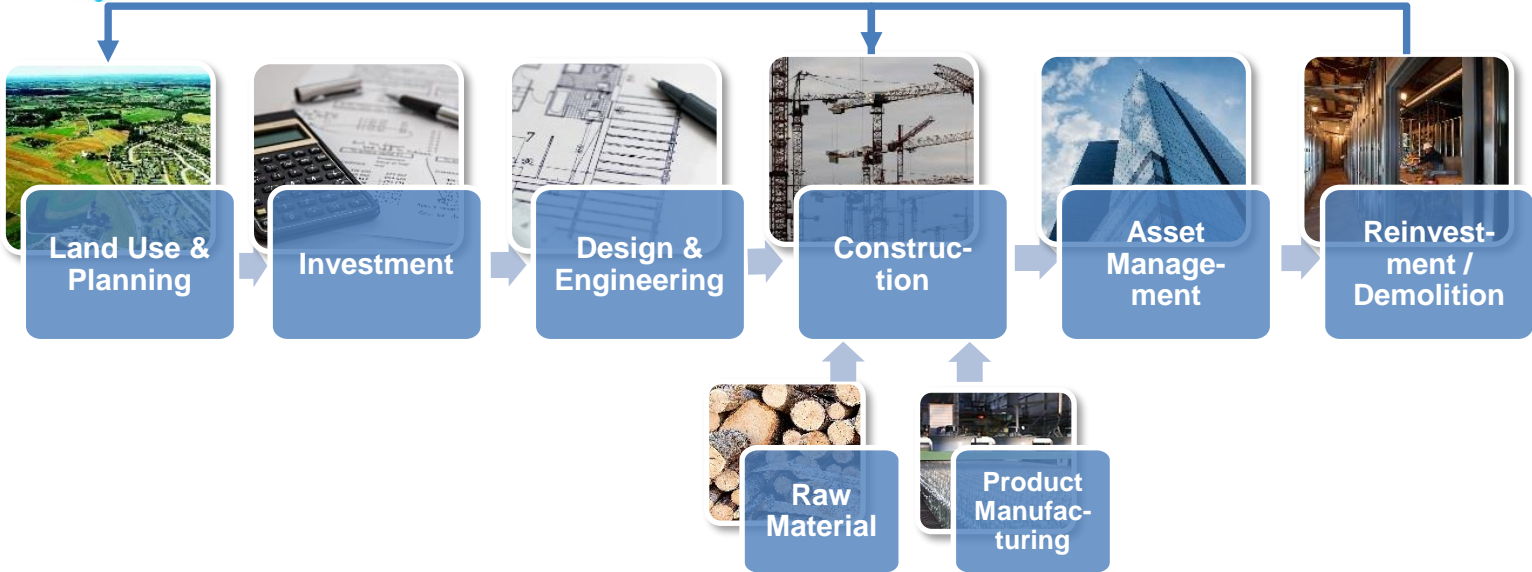 Land Use &
Planning
Investment
Design &
Engineering
Construc-
tion
Asset
Manage-
ment
Reinvest-
ment /
Demolition
Raw
Material
Product
Manufac-
turing